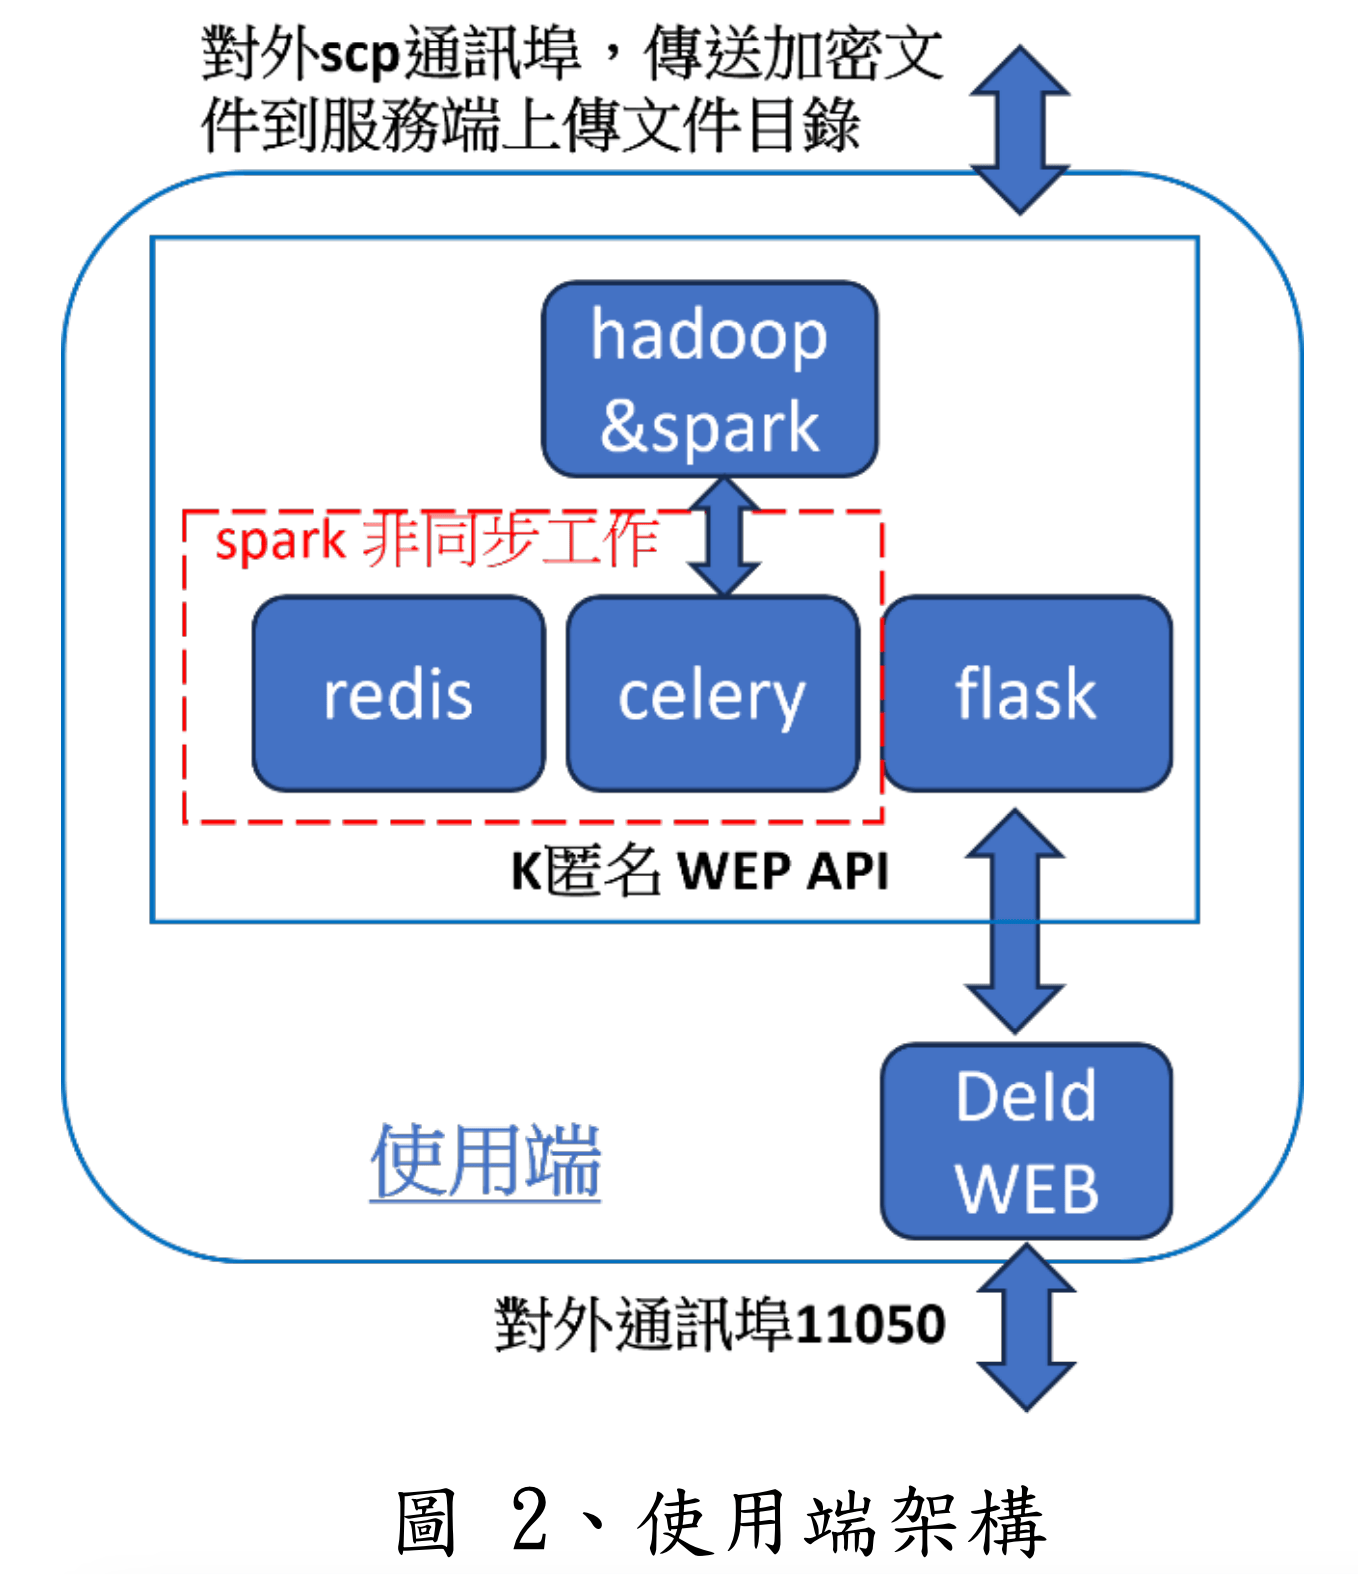 對外scp通訊埠，傳送加密文
件到服務端上傳文件目錄
hadoop
&spark
spark 非同步工作
redis
celery
flask
K匿名 WEP API
DeId
WEB
使用端
對外通訊埠11050
圖 2、使用端架構